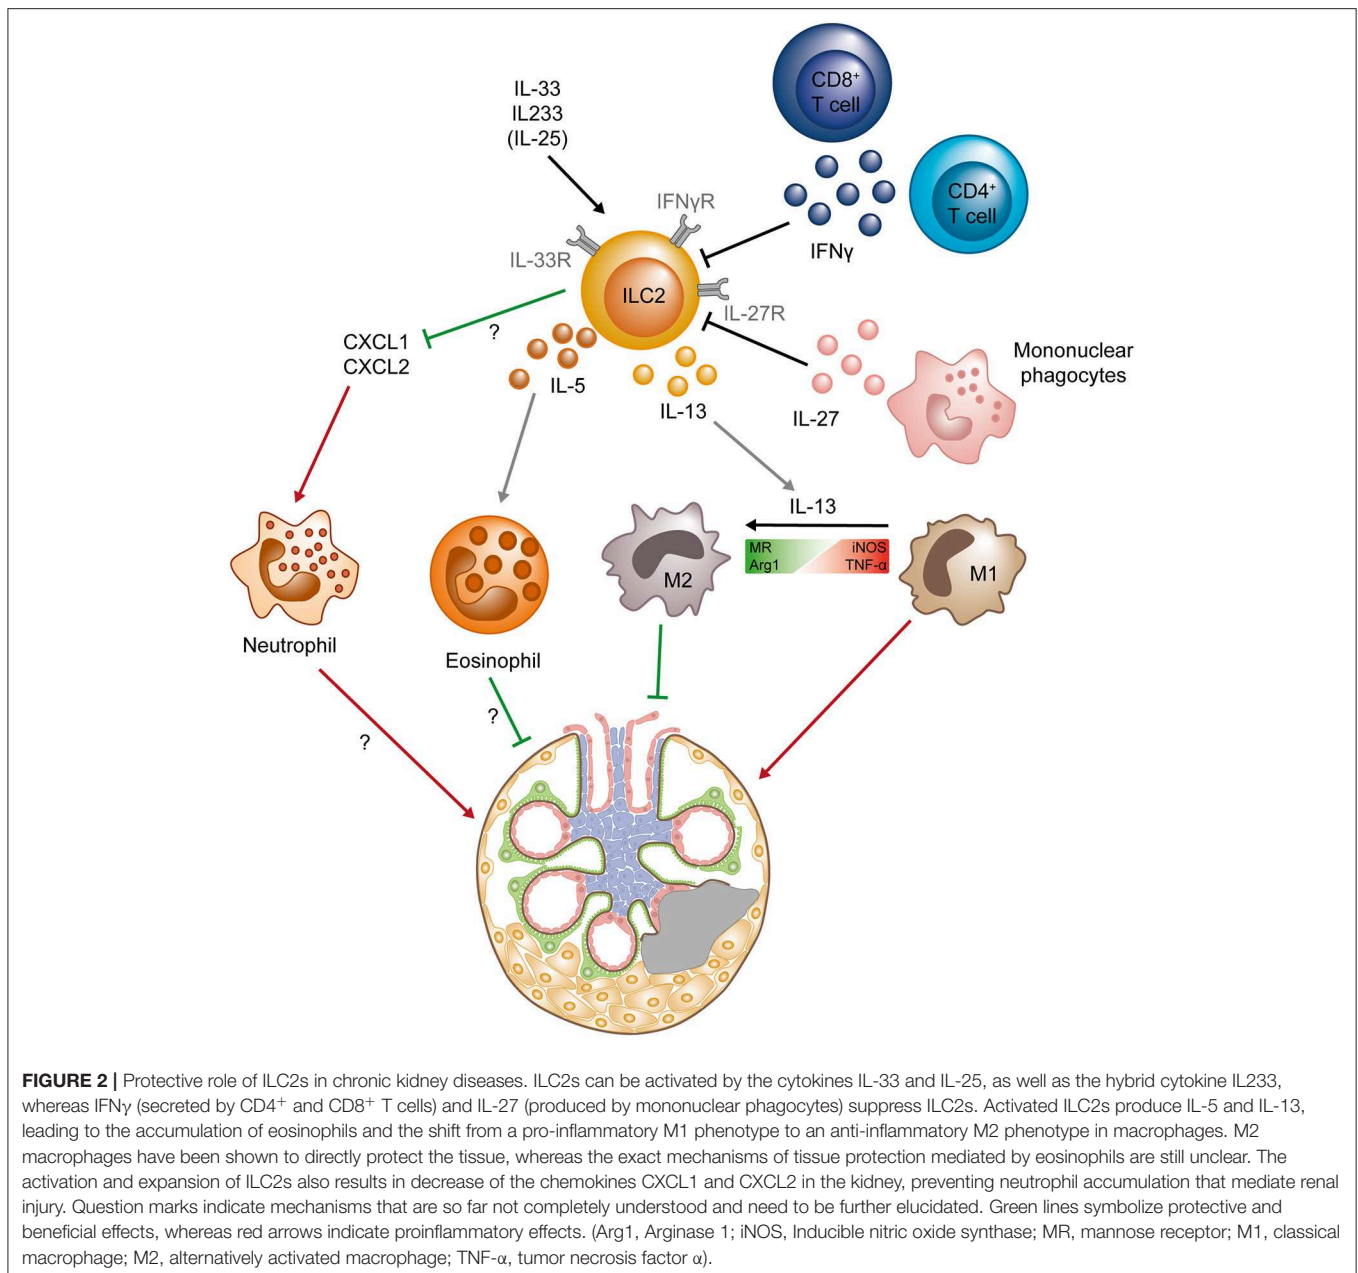 CD8⁺
T cell
IL-33
IL233
(IL-25)
CD4⁺
T cell
IFNγR
IFNγ
IL-33R
ILC2
IL-27R
?
CXCL1
CXCL2
Mononuclear
phagocytes
IL-5
IL-13
IL-27
IL-13
MR
Arg1
iNOS
TNF-α
M2
M1
Neutrophil
Eosinophil
?
?
FIGURE 2 | Protective role of ILC2s in chronic kidney diseases. ILC2s can be activated by the cytokines IL-33 and IL-25, as well as the hybrid cytokine IL233,
whereas IFNγ (secreted by CD4⁺ and CD8⁺ T cells) and IL-27 (produced by mononuclear phagocytes) suppress ILC2s. Activated ILC2s produce IL-5 and IL-13,
leading to the accumulation of eosinophils and the shift from a pro-inflammatory M1 phenotype to an anti-inflammatory M2 phenotype in macrophages. M2
macrophages have been shown to directly protect the tissue, whereas the exact mechanisms of tissue protection mediated by eosinophils are still unclear. The
activation and expansion of ILC2s also results in decrease of the chemokines CXCL1 and CXCL2 in the kidney, preventing neutrophil accumulation that mediate renal
injury. Question marks indicate mechanisms that are so far not completely understood and need to be further elucidated. Green lines symbolize protective and
beneficial effects, whereas red arrows indicate proinflammatory effects. (Arg1, Arginase 1; iNOS, Inducible nitric oxide synthase; MR, mannose receptor; M1, classical
macrophage; M2, alternatively activated macrophage; TNF-α, tumor necrosis factor α).